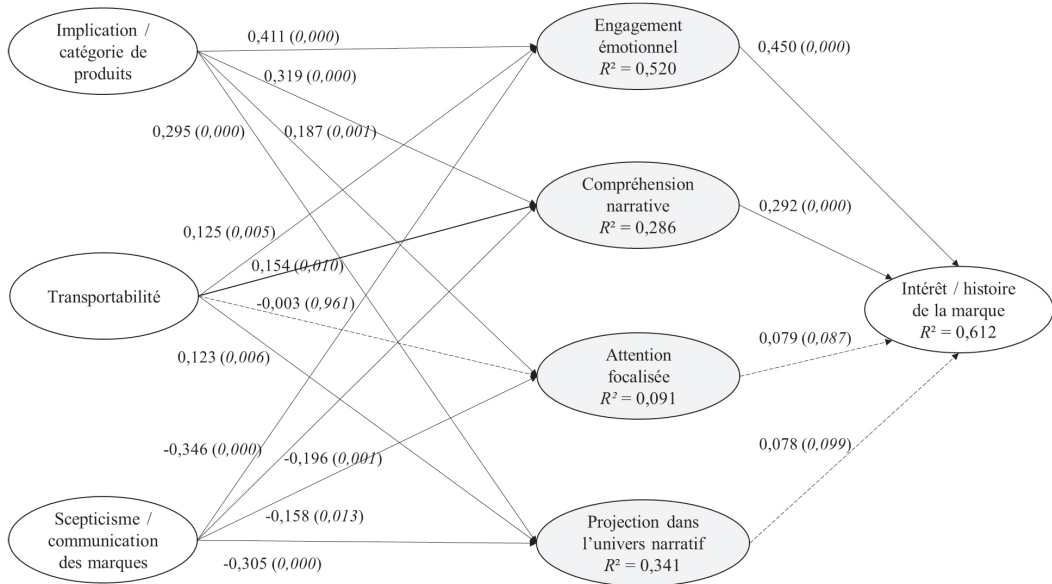 Implication /
catégorie de
produits
0,411 (0,000)
0,319 (0,000)
0,295 (0,000)
0,187 (0,001)
Engagement
émotionnel
R² = 0,520
0,450 (0,000)
Compréhension
narrative
R² = 0,286
0,292 (0,000)
0,125 (0,005)
0,154 (0,010)
-0,003 (0,961)
Transportabilité
0,123 (0,006)
Intérêt / histoire
de la marque
R² = 0,612
Attention
focalisée
R² = 0,091
0,079 (0,087)
0,078 (0,099)
-0,346 (0,000)
-0,196 (0,001)
-0,158 (0,013)
-0,305 (0,000)
Scepticisme /
communication
des marques
Projection dans
l’univers narratif
R² = 0,341